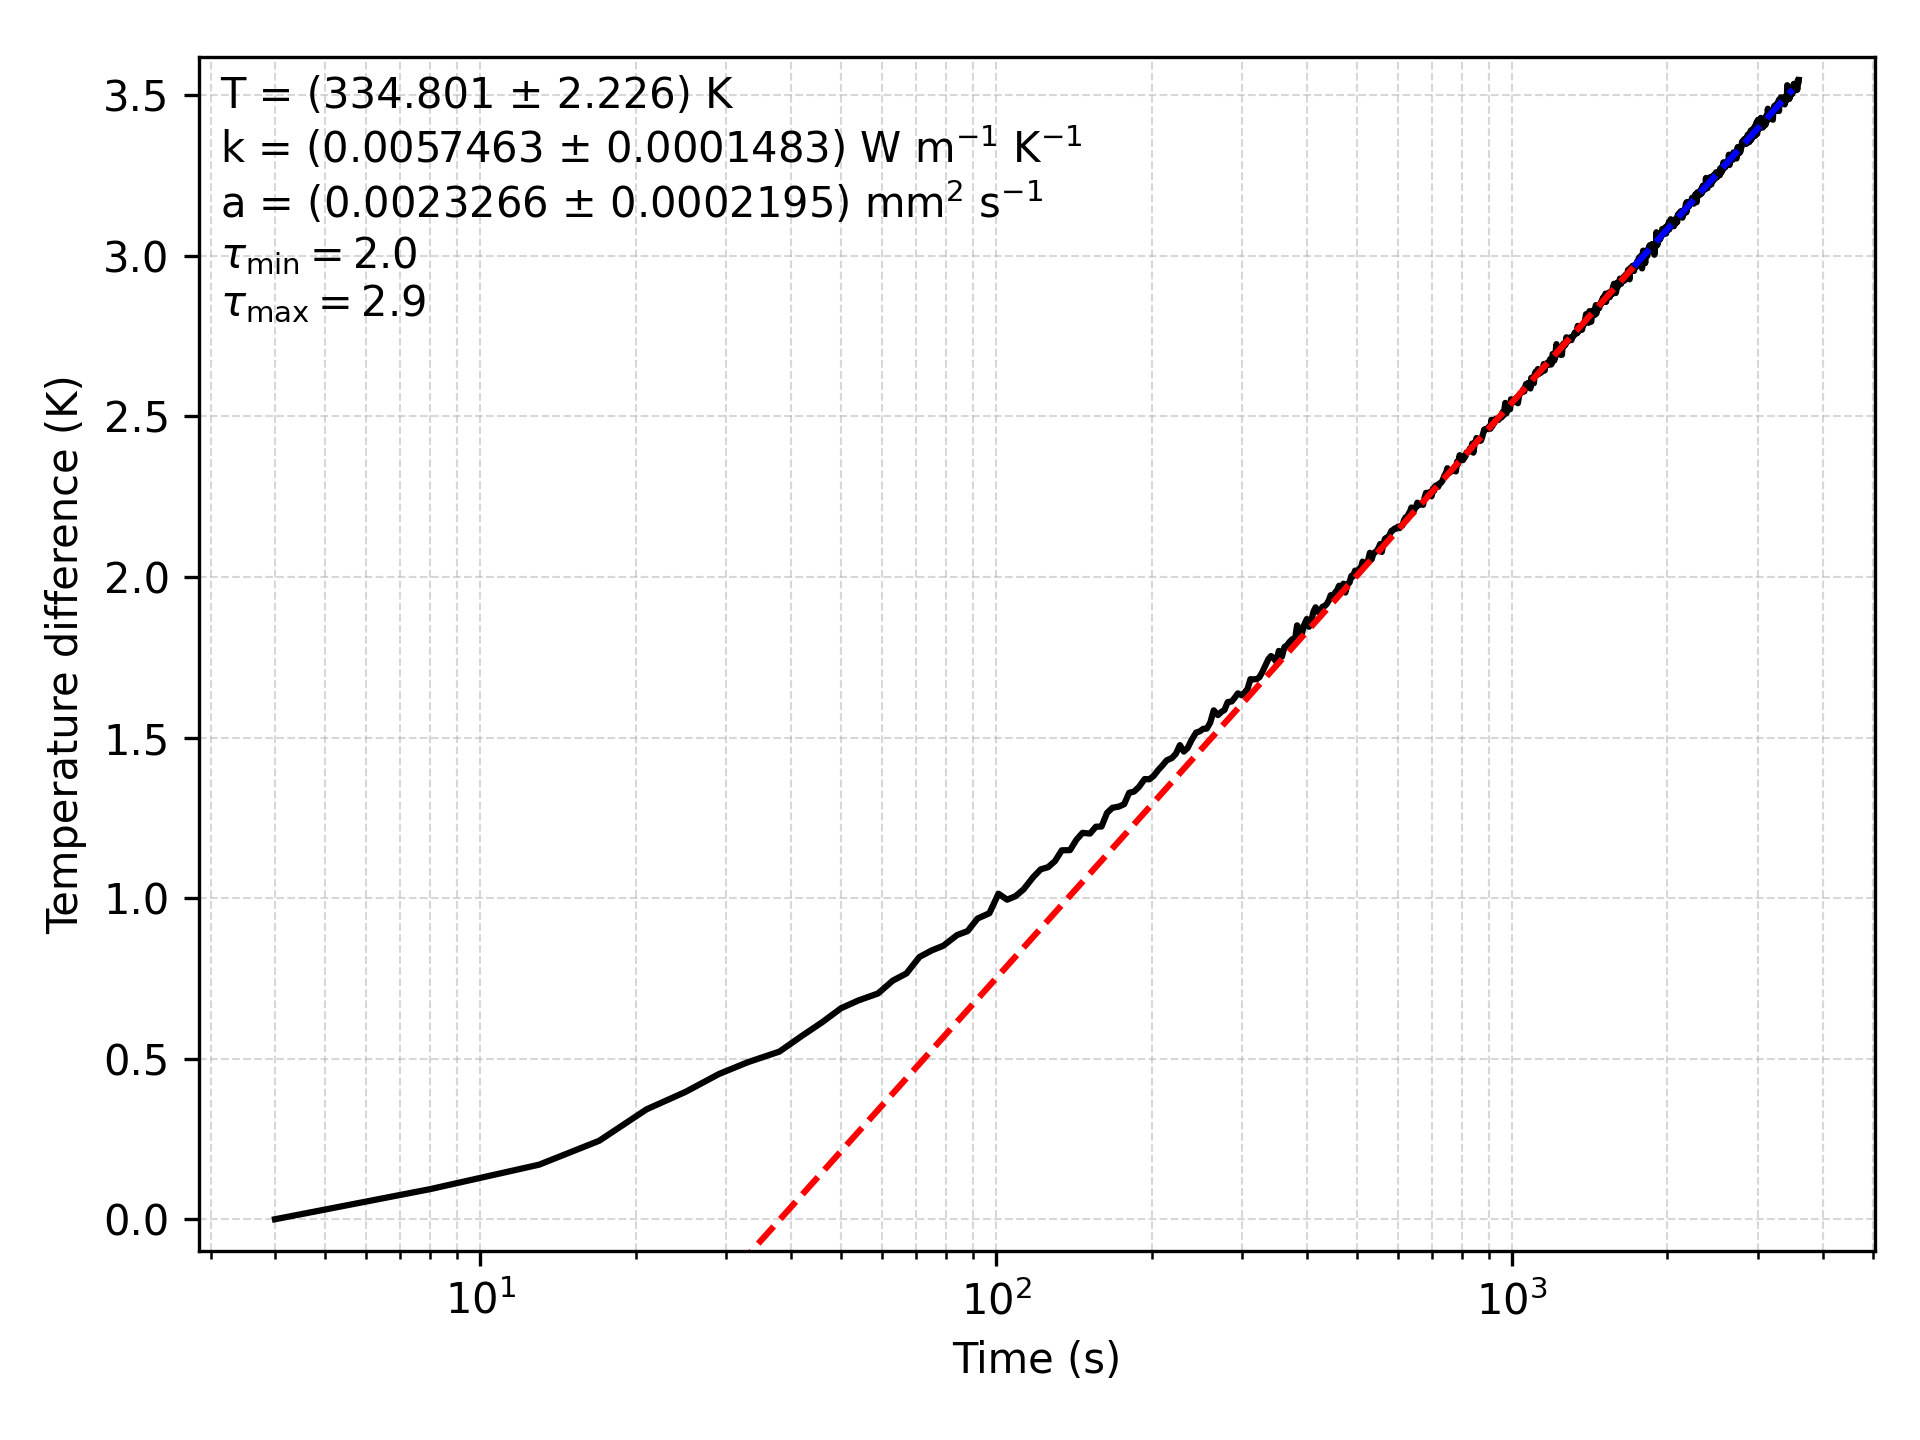 T = (334.801 ± 2.226) K
k = (0.0057463 ± 0.0001483) W m⁻¹ K⁻¹
a = (0.0023266 ± 0.0002195) mm² s⁻¹
τmin = 2.0
τmax = 2.9
Temperature difference (K)
3.5
3.0
2.5
2.0
1.5
1.0
0.5
0.0
10¹ 10² 10³
Time (s)